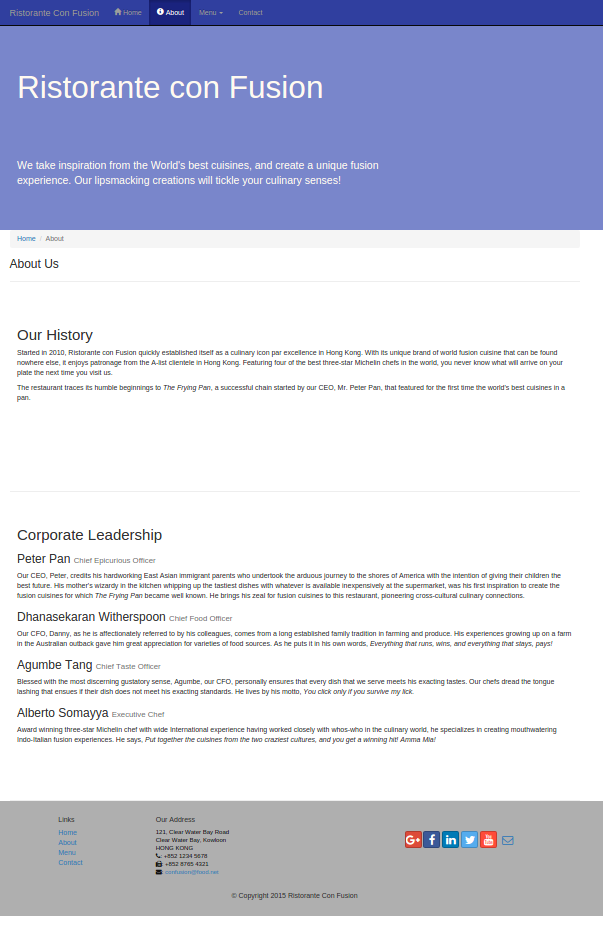 Ristorante Con Fusion Home About Menu Contact
Ristorante con Fusion
We take inspiration from the World's best cuisines, and create a unique fusion
experience. Our lipsmacking creations will tickle your culinary senses!
Home / About
About Us
Our History
Started in 2010, Ristorante con Fusion quickly established itself as a culinary icon par excellence in Hong Kong. With its unique brand of world fusion cuisine that can be found
nowhere else, it enjoys patronage from the A-list clientele in Hong Kong. Featuring four of the best three-star Michelin chefs in the world, you never know what will arrive on your
plate the next time you visit us.
The restaurant traces its humble beginnings to The Frying Pan, a successful chain started by our CEO, Mr. Peter Pan, that featured for the first time the world's best cuisines in a
pan.
Corporate Leadership
Peter Pan Chief Epicurious Officer
Our CEO, Peter, credits his hardworking East Asian immigrant parents who undertook the arduous journey to the shores of America with the intention of giving their children the
best future. His mother's wizardy in the kitchen whipping up the tastiest dishes with whatever is available inexpensively at the supermarket, was his first inspiration to create the
fusion cuisines for which The Frying Pan became well known. He brings his zeal for fusion cuisines to this restaurant, pioneering cross-cultural culinary connections.
Dhanasekaran Witherspoon Chief Food Officer
Our CFO, Danny, as he is affectionately referred to by his colleagues, comes from a long established family tradition in farming and produce. His experiences growing up on a farm
in the Australian outback gave him great appreciation for varieties of food sources. As he puts it in his own words, Everything that runs, wins, and everything that stays, pays!
Agumbe Tang Chief Taste Officer
Blessed with the most discerning gustatory sense, Agumbe, our CFO, personally ensures that every dish that we serve meets his exacting tastes. Our chefs dread the tongue
lashing that ensues if their dish does not meet his exacting standards. He lives by his motto, You click only if you survive my lick.
Alberto Somayya Executive Chef
Award winning three-star Michelin chef with wide International experience having worked closely with whos-who in the culinary world, he specializes in creating mouthwatering
Indo-Italian fusion experiences. He says, Put together the cuisines from the two craziest cultures, and you get a winning hit! Amma Mia!
Links
Home
About
Menu
Contact
Our Address
121, Clear Water Bay Road
Clear Water Bay, Kowloon
HONG KONG
: +852 1234 5678
: +852 8765 4321
: confusion@food.net
G+ f in You Tube
© Copyright 2015 Ristorante Con Fusion